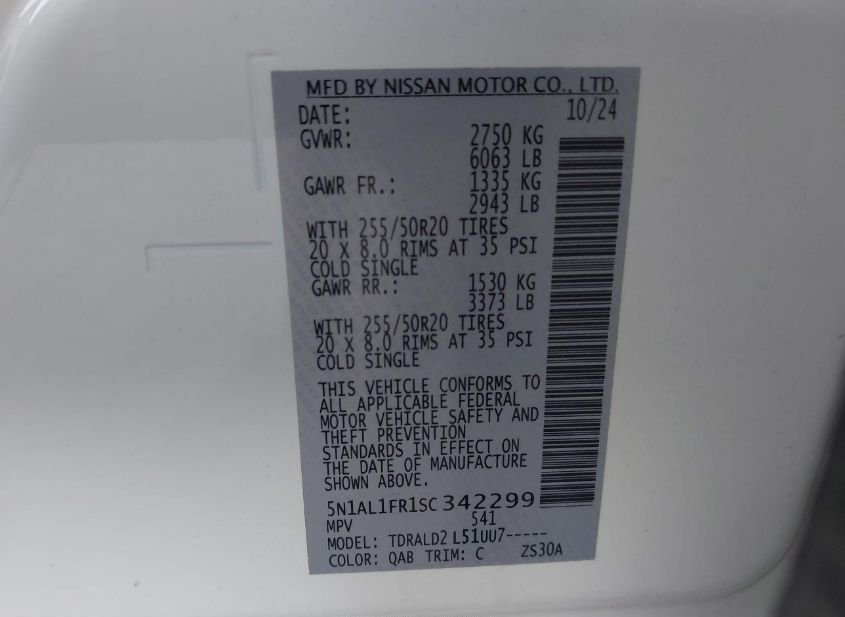 MFD BY NISSAN MOTOR CO., LTD.
DATE: 10/24
GVWR: 2750 KG
6063 LB
GAWR FR.: 1335 KG
2943 LB
WITH 255/50R20 TIRES
20 X 8.0 RIMS AT 35 PSI
COLD SINGLE
GAWR RR.: 1530 KG
3373 LB
WITH 255/50R20 TIRES
20 X 8.0 RIMS AT 35 PSI
COLD SINGLE
THIS VEHICLE CONFORMS TO
ALL APPLICABLE FEDERAL
MOTOR VEHICLE SAFETY AND
THEFT PREVENTION
STANDARDS IN EFFECT ON
THE DATE OF MANUFACTURE
SHOWN ABOVE.
5N1AL1FR1SC 342299
MPV 541
MODEL: TDRALD2 L51UU7-----
COLOR: QAB TRIM: C ZS30A